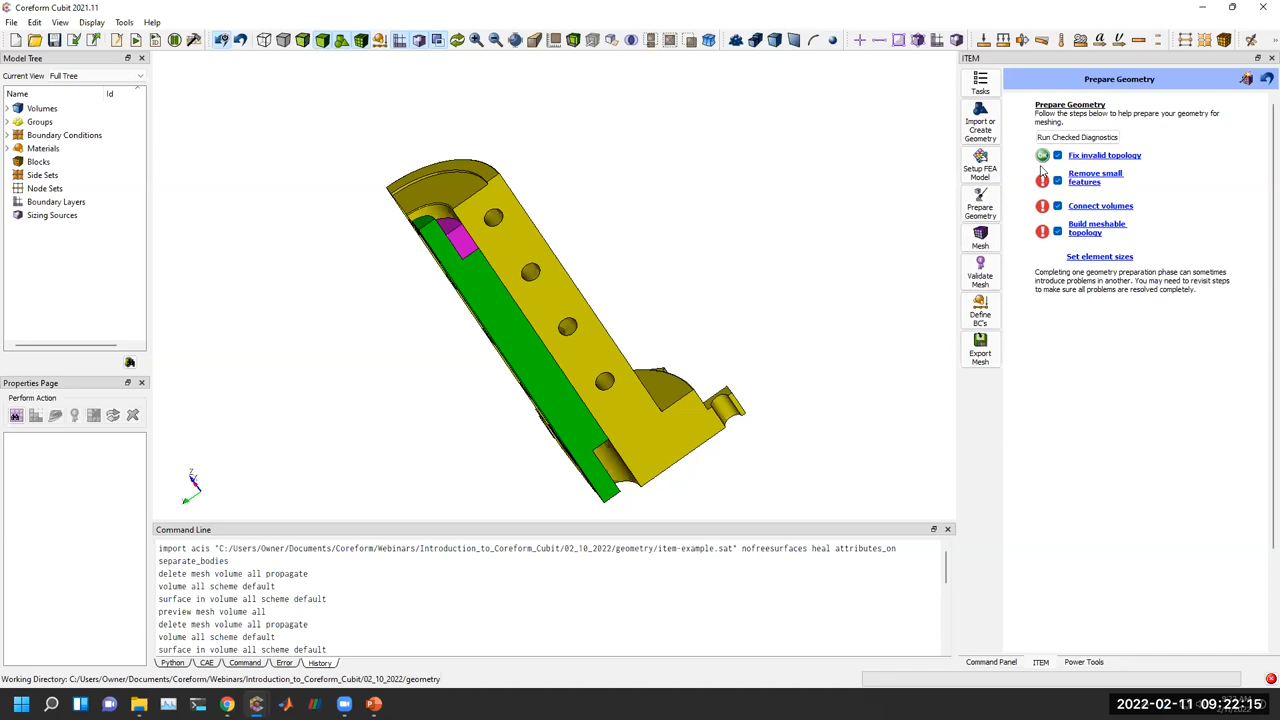 Coreform Cubit 2021.11
File Edit View Display Tools Help
Model Tree
Current View Full Tree
Name Id
Volumes
Groups
Boundary Conditions
Materials
Blocks
Side Sets
Node Sets
Boundary Layers
Sizing Sources
Properties Page
Perform Action
Z
Command Line
import acis "C:/Users/Owner/Documents/Coreform/Webinars/Introduction_to_Coreform_Cubit/02_10_2022/geometry/item-example.sat" nofreesurfaces heal attributes_on
separate_bodies
delete mesh volume all propagate
volume all scheme default
surface in volume all scheme default
preview mesh volume all
delete mesh volume all propagate
volume all scheme default
surface in volume all scheme default
Python CAE Command Error History
Working Directory: C:/Users/Owner/Documents/Coreform/Webinars/Introduction_to_Coreform_Cubit/02_10_2022/geometry
ITEM
Tasks
Import or
Create
Geometry
Setup FEA
Model
Prepare
Geometry
Mesh
Validate
Mesh
Define
BC's
Export
Mesh
Prepare Geometry
Prepare Geometry
Follow the steps below to help prepare your geometry for
meshing.
Run Checked Diagnostics
OK Fix invalid topology
Remove small
features
Connect volumes
Build meshable
topology
Set element sizes
Completing one geometry preparation phase can sometimes
introduce problems in another. You may need to revisit steps
to make sure all problems are resolved completely.
Command Panel ITEM Power Tools
2022-02-11 09:22:15